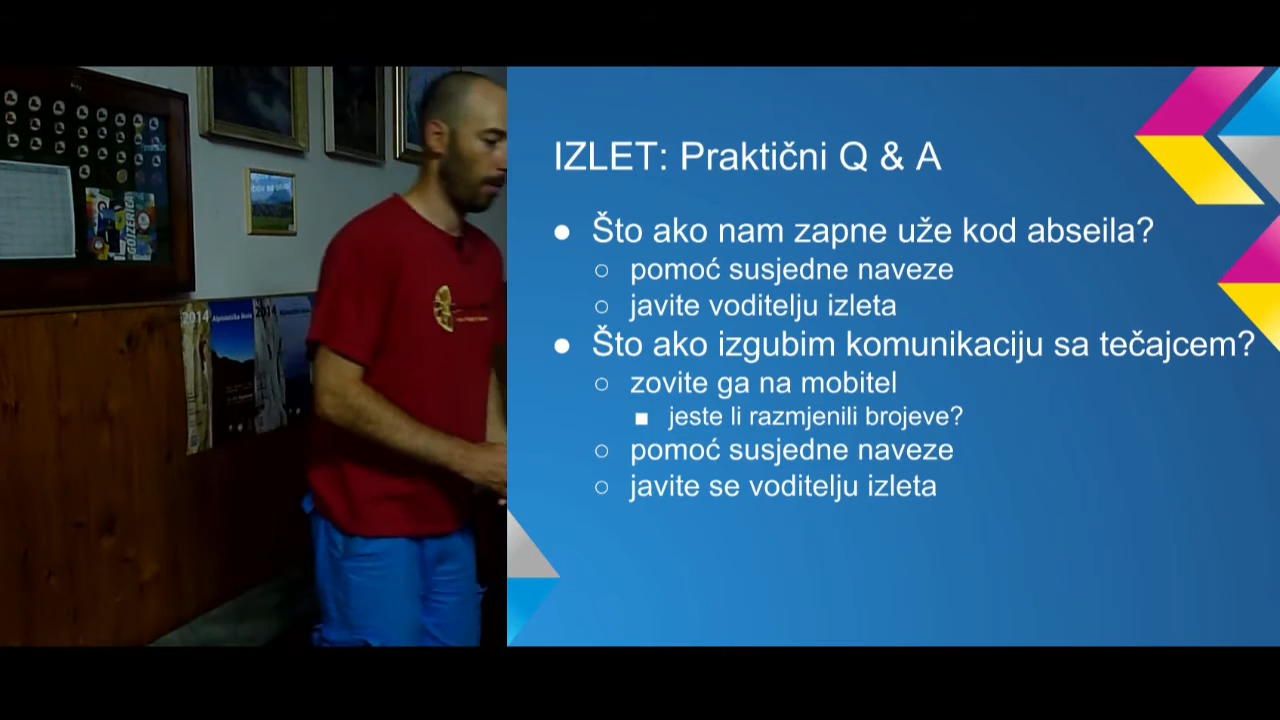 IZLET: Praktični Q & A
● Što ako nam zapne uže kod abseila?
○ pomoć susjedne naveze
○ javite voditelju izleta
● Što ako izgubim komunikaciju sa tečajcem?
○ zovite ga na mobitel
■ jeste li razmjenili brojeve?
○ pomoć susjedne naveze
○ javite se voditelju izleta
GOJZERICA
2014
Alpinistička škola
2014